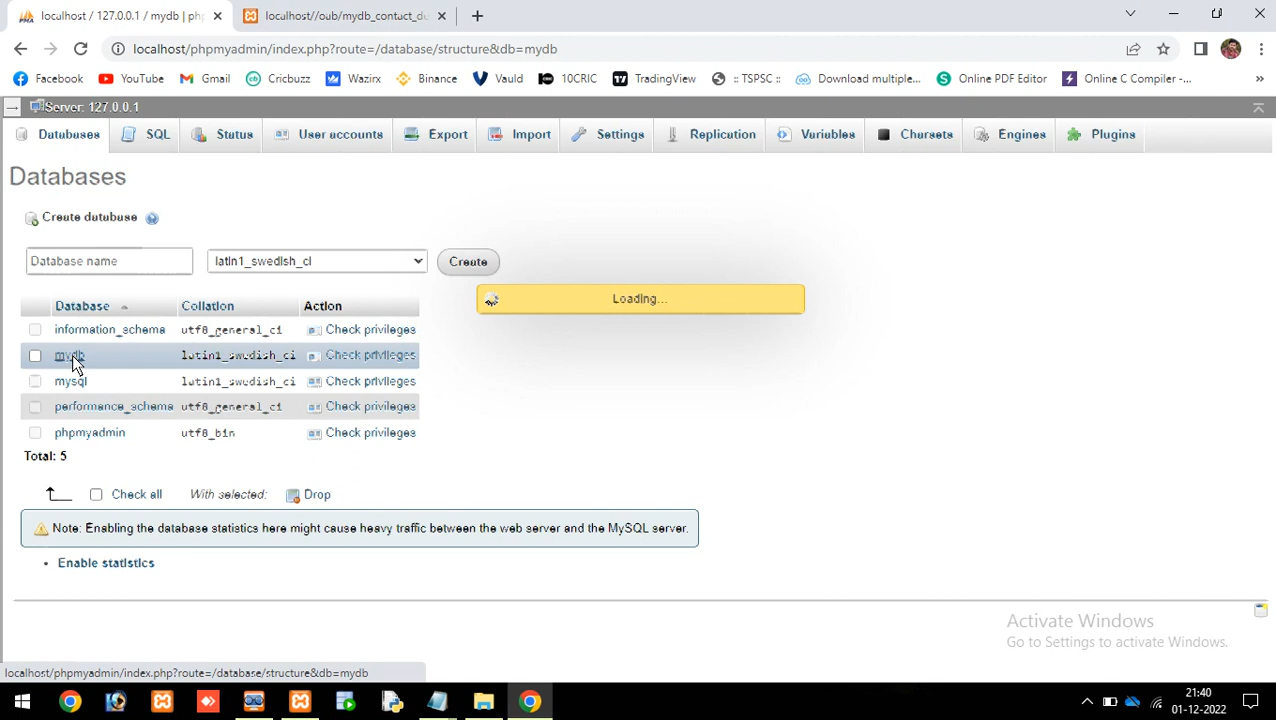 localhost / 127.0.0.1 / mydb | ph
localhost//oub/mydb_contact_d
localhost/phpmyadmin/index.php?route=/database/structure&db=mydb
Facebook YouTube Gmail Cricbuzz Wazirx Binance Vauld 10CRIC TradingView :: TSPSC :: Download multiple... Online PDF Editor Online C Compiler -... »
Server: 127.0.0.1
Databases SQL Status User accounts Export Import Settings Replication Variables Charsets Engines Plugins
Databases
Create database
Database name latin1_swedish_ci Create
Loading...
Database Collation Action
information_schema utf8_general_ci Check privileges
mydb latin1_swedish_ci Check privileges
mysql latin1_swedish_ci Check privileges
performance_schema utf8_general_ci Check privileges
phpmyadmin utf8_bin Check privileges
Total: 5
Check all With selected: Drop
Note: Enabling the database statistics here might cause heavy traffic between the web server and the MySQL server.
• Enable statistics
Activate Windows
Go to Settings to activate Windows.
localhost/phpmyadmin/index.php?route=/database/structure&db=mydb
21:40
01-12-2022